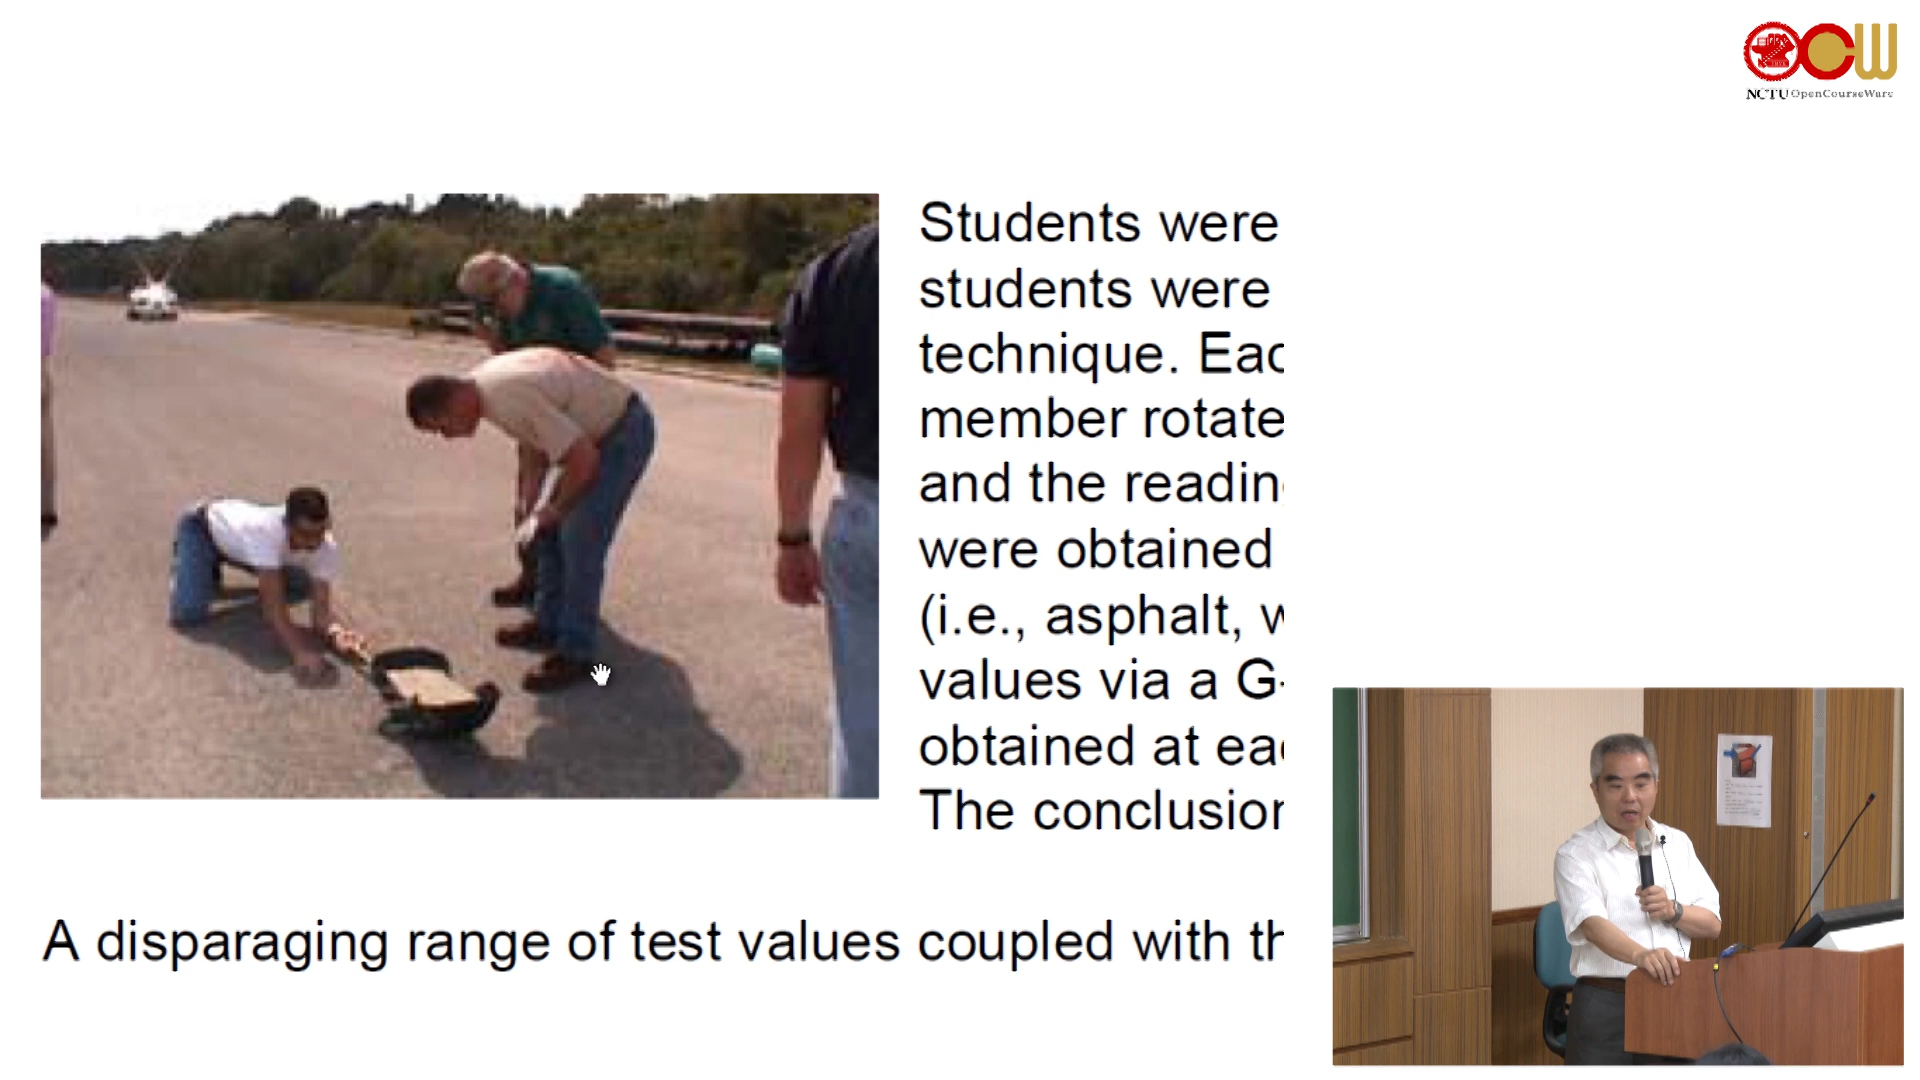 NCTU OpenCourseWare
Students were
students were
technique. Eac
member rotate
and the readin
were obtained
(i.e., asphalt, w
values via a G-
obtained at eac
The conclusion
A disparaging range of test values coupled with th